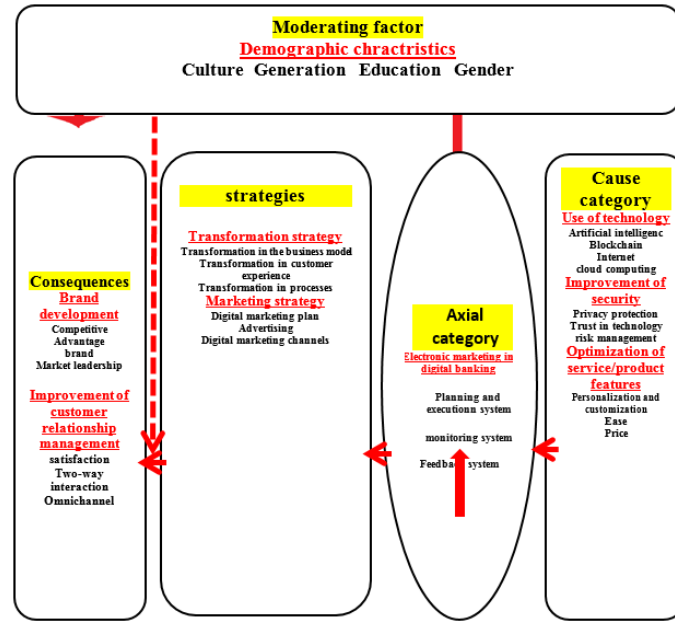 Moderating factor
Demographic chractristics
Culture Generation Education Gender
Consequences
Brand
development
Competitive
Advantage
brand
Market leadership
Improvement of
customer
relationship
management
satisfaction
Two-way
interaction
Omnichannel
strategies
Transformation strategy
Transformation in the business model
Transformation in customer
experience
Transformation in processes
Marketing strategy
Digital marketing plan
Advertising
Digital marketing channels
Axial
category
Electronic marketing in
digital banking
Planning and
executionn system
monitoring system
Feedback system
Cause
category
Use of technology
Artificial intelligenc
Blockchain
Internet
cloud computing
Improvement of
security
Privacy protection
Trust in technology
risk management
Optimization of
service/product
features
Personalization and
customization
Ease
Price